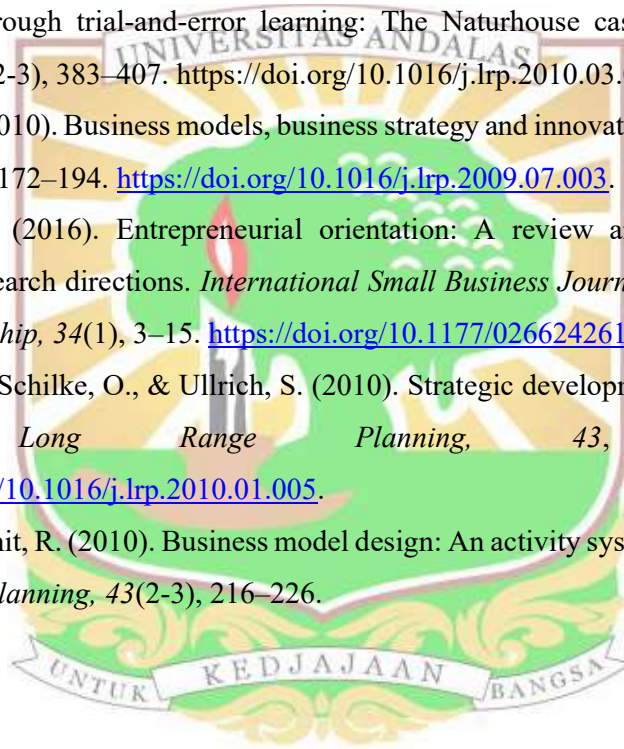 rough trial-and-error learning: The Naturhouse cas
UNIVERSITAS ANDALAS
2-3), 383–407. https://doi.org/10.1016/j.lrp.2010.03.
010). Business models, business strategy and innovat
172–194. https://doi.org/10.1016/j.lrp.2009.07.003.
(2016). Entrepreneurial orientation: A review a
earch directions. International Small Business Journ
hip, 34(1), 3–15. https://doi.org/10.1177/026624261
Schilke, O., & Ullrich, S. (2010). Strategic develop
Long Range Planning, 43,
/10.1016/j.lrp.2010.01.005.
nit, R. (2010). Business model design: An activity sys
lanning, 43(2-3), 216–226.
UNTUK KEDJAJAAN BANGSA